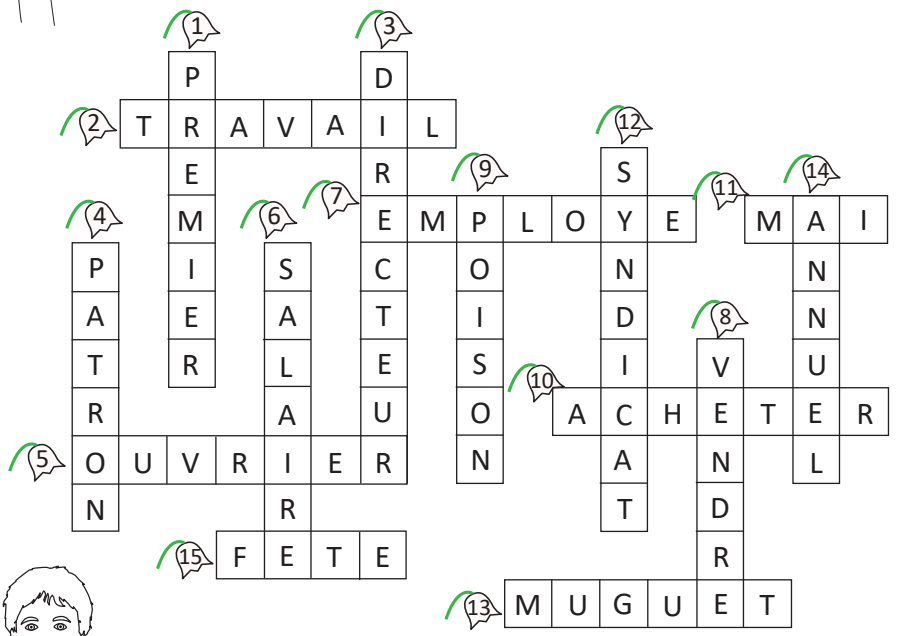 1 PREMIER
2 TRAVAIL
3 DIRECTEUR
4 PATRON
5 OUVRIER
6 SALAIRE
7 EMPLOYE
8 VENDRE
9 POISON
10 ACHETER
11 MAI
12 SYNDICAT
13 MUGUET
14 ANNUEL
15 FETE